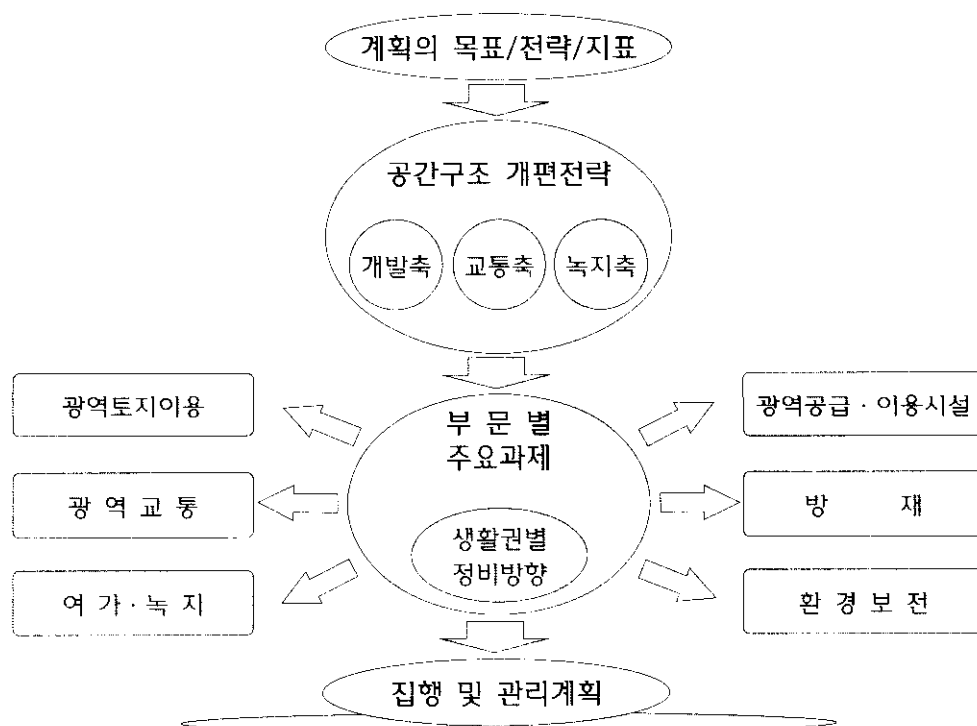 계획의 목표/전략/지표
공간구조 개편전략
개발축 교통축 녹지축
광역토지이용
부 문 별
주요과제
광역공급 · 이용시설
광 역 교 통
방 재
생활권별
정비방향
여 가 · 녹 지
환 경 보 전
집행 및 관리계획